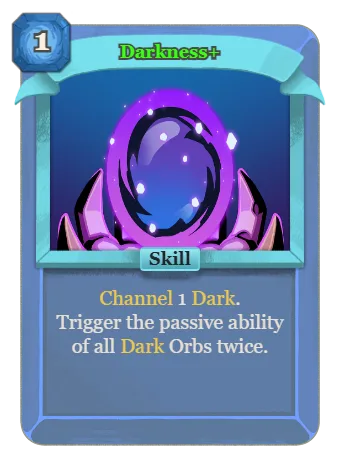 1
Darkness+
Skill
Channel 1 Dark.
Trigger the passive ability
of all Dark Orbs twice.